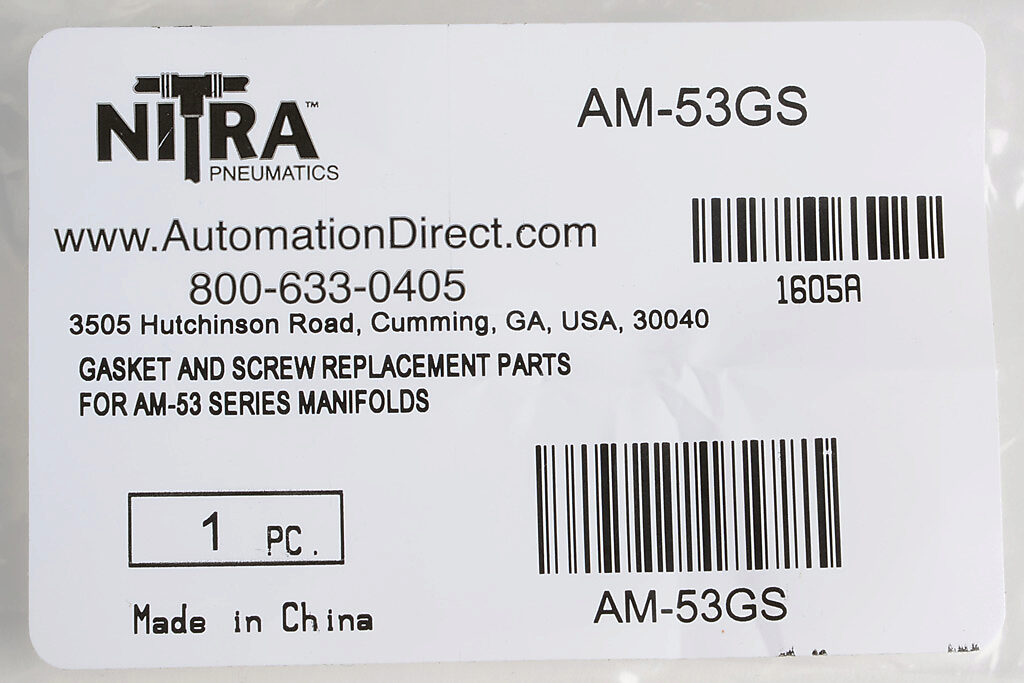 NITRA™
PNEUMATICS
AM-53GS
www.AutomationDirect.com
800-633-0405
1605A
3505 Hutchinson Road, Cumming, GA, USA, 30040
GASKET AND SCREW REPLACEMENT PARTS
FOR AM-53 SERIES MANIFOLDS
1 PC.
AM-53GS
Made in China